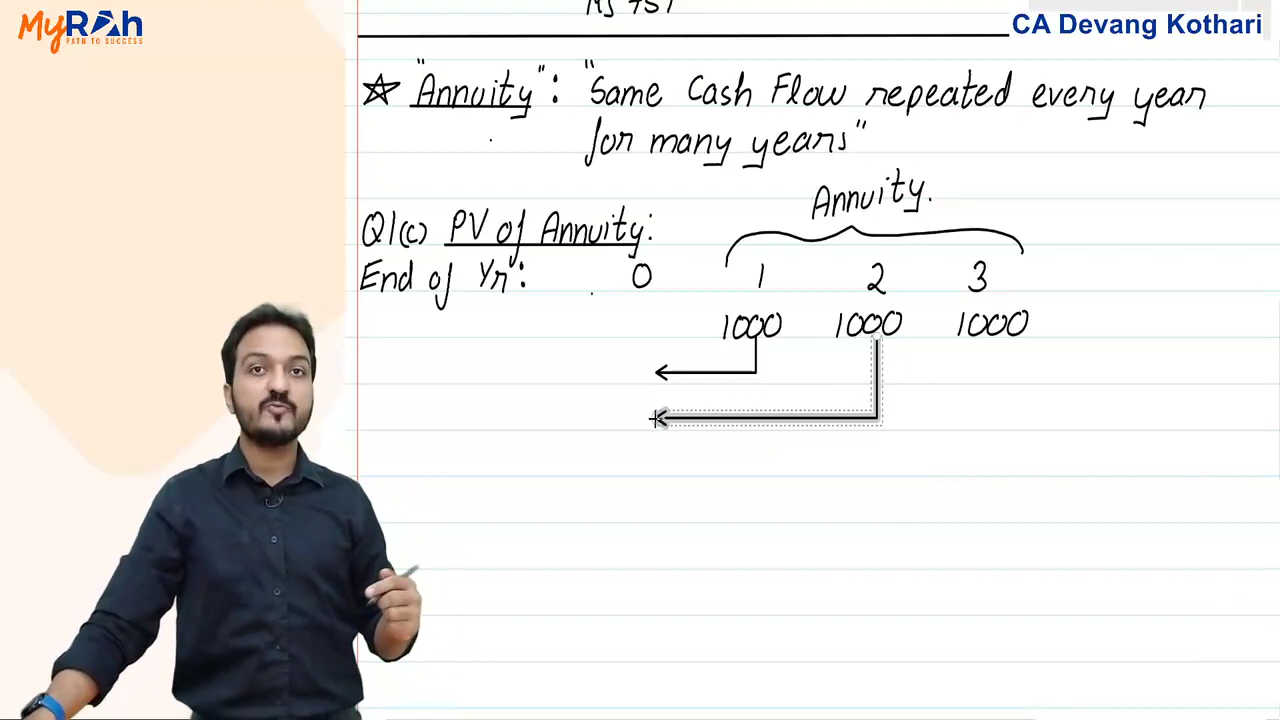 MyRAh
PATH TO SUCCESS
CA Devang Kothari
"Annuity": "Same Cash Flow repeated every year
for many years"
Annuity.
Q1(c) PV of Annuity:
End of Yr: 0 1 2 3
1000 1000 1000